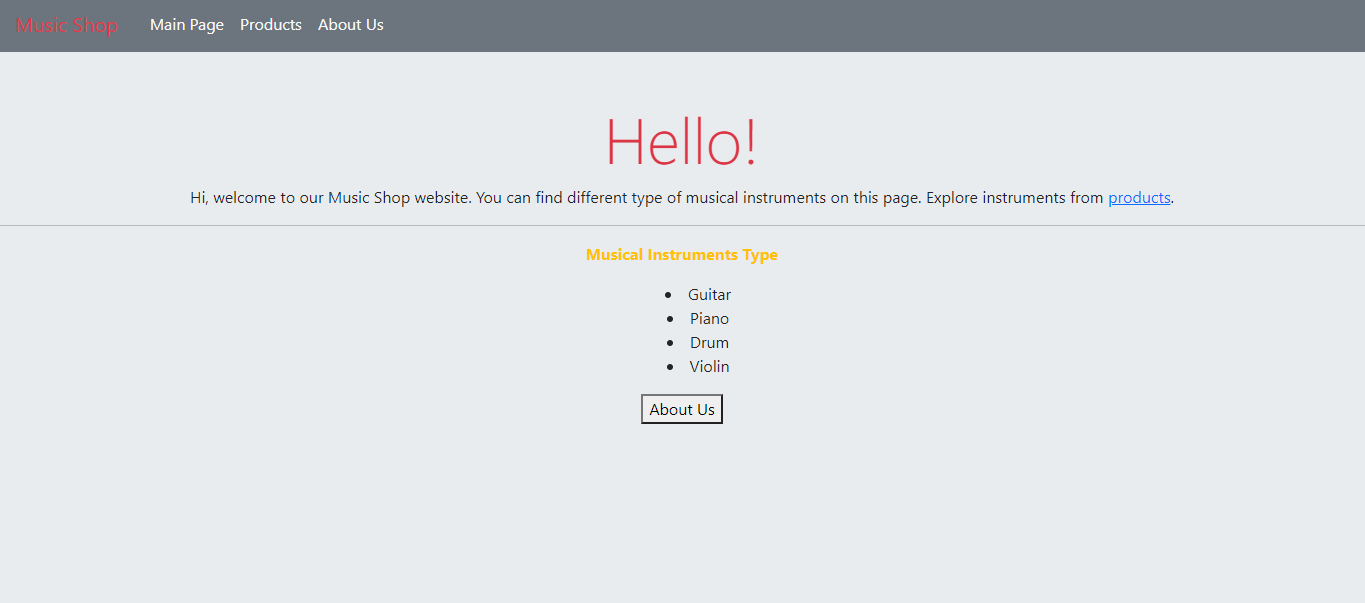 Music Shop Main Page Products About Us
Hello!
Hi, welcome to our Music Shop website. You can find different type of musical instruments on this page. Explore instruments from products.
Musical Instruments Type
Guitar
Piano
Drum
Violin
About Us